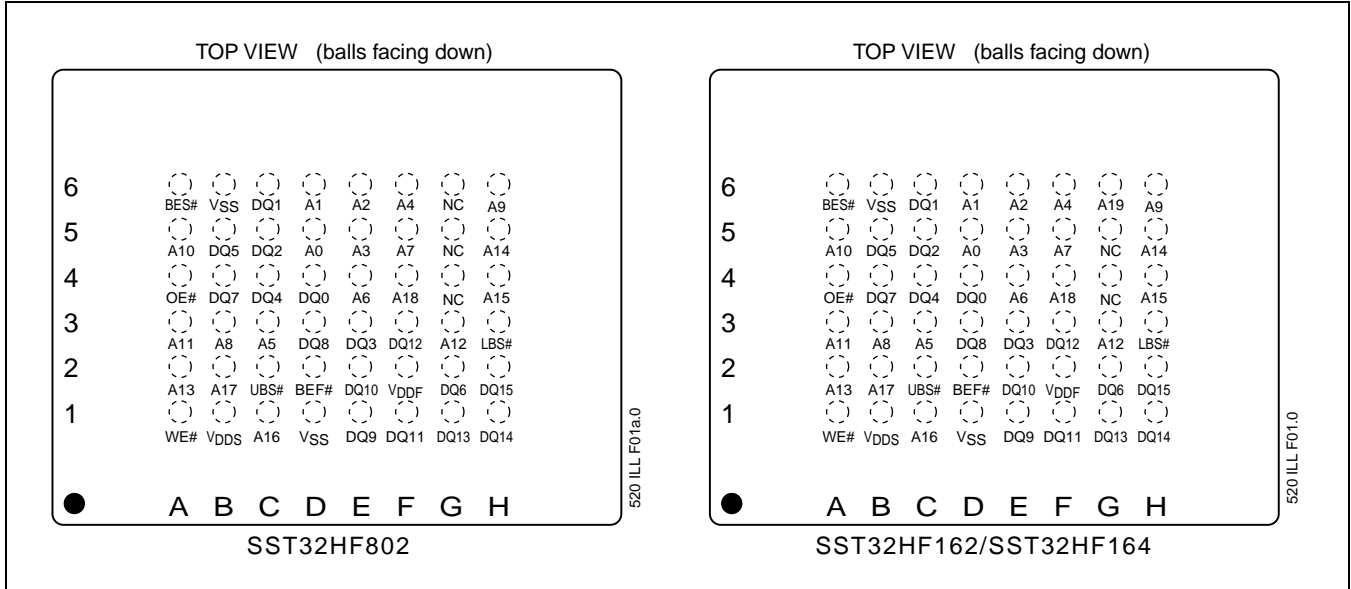 TOP VIEW (balls facing down)
6
BES# VSS DQ1 A1 A2 A4 NC A9
5
A10 DQ5 DQ2 A0 A3 A7 NC A14
4
OE# DQ7 DQ4 DQ0 A6 A18 NC A15
3
A11 A8 A5 DQ8 DQ3 DQ12 A12 LBS#
2
A13 A17 UBS# BEF# DQ10 VDDF DQ6 DQ15
1
WE# VDDS A16 VSS DQ9 DQ11 DQ13 DQ14
A B C D E F G H
520 ILL F01a.0
SST32HF802
TOP VIEW (balls facing down)
6
BES# VSS DQ1 A1 A2 A4 A19 A9
5
A10 DQ5 DQ2 A0 A3 A7 NC A14
4
OE# DQ7 DQ4 DQ0 A6 A18 NC A15
3
A11 A8 A5 DQ8 DQ3 DQ12 A12 LBS#
2
A13 A17 UBS# BEF# DQ10 VDDF DQ6 DQ15
1
WE# VDDS A16 VSS DQ9 DQ11 DQ13 DQ14
A B C D E F G H
520 ILL F01.0
SST32HF162/SST32HF164